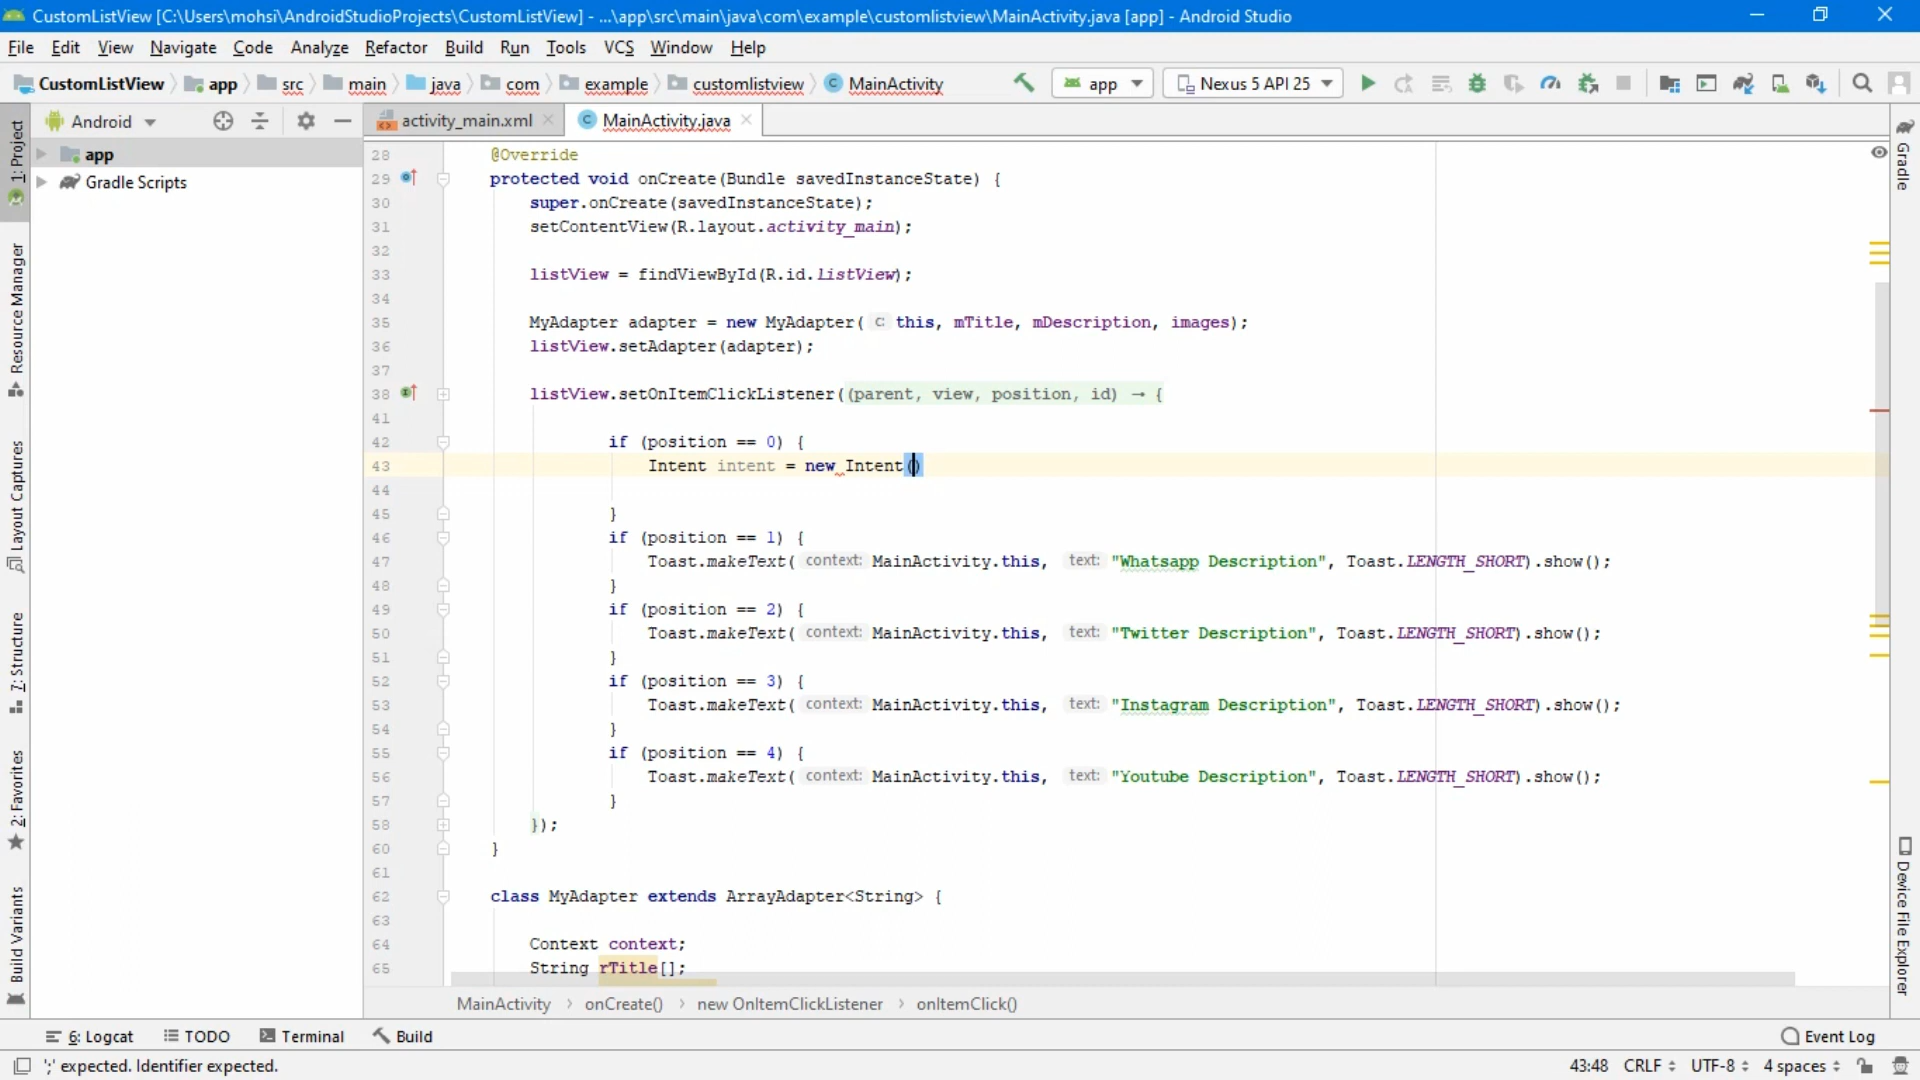 CustomListView [C:\Users\mohsi\AndroidStudioProjects\CustomListView] - ...\app\src\main\java\com\example\customlistview\MainActivity.java [app] - Android Studio
File Edit View Navigate Code Analyze Refactor Build Run Tools VCS Window Help
CustomListView app src main java com example customlistview MainActivity app Nexus 5 API 25
Android activity_main.xml MainActivity.java
app
Gradle Scripts
1: Project
Resource Manager
Layout Captures
7: Structure
2: Favorites
Build Variants
28 @Override
29 protected void onCreate(Bundle savedInstanceState) {
30 super.onCreate(savedInstanceState);
31 setContentView(R.layout.activity_main);
32
33 listView = findViewById(R.id.listView);
34
35 MyAdapter adapter = new MyAdapter( c this, mTitle, mDescription, images);
36 listView.setAdapter(adapter);
37
38 listView.setOnItemClickListener((parent, view, position, id) → {
41
42 if (position == 0) {
43 Intent intent = new Intent()
44
45 }
46 if (position == 1) {
47 Toast.makeText( context: MainActivity.this, text: "Whatsapp Description", Toast.LENGTH_SHORT).show();
48 }
49 if (position == 2) {
50 Toast.makeText( context: MainActivity.this, text: "Twitter Description", Toast.LENGTH_SHORT).show();
51 }
52 if (position == 3) {
53 Toast.makeText( context: MainActivity.this, text: "Instagram Description", Toast.LENGTH_SHORT).show();
54 }
55 if (position == 4) {
56 Toast.makeText( context: MainActivity.this, text: "Youtube Description", Toast.LENGTH_SHORT).show();
57 }
58 });
60 }
61
62 class MyAdapter extends ArrayAdapter<String> {
63
64 Context context;
65 String rTitle[];
Gradle
Device File Explorer
MainActivity › onCreate() › new OnItemClickListener › onItemClick()
6: Logcat TODO Terminal Build Event Log
';' expected. Identifier expected. 43:48 CRLF UTF-8 4 spaces